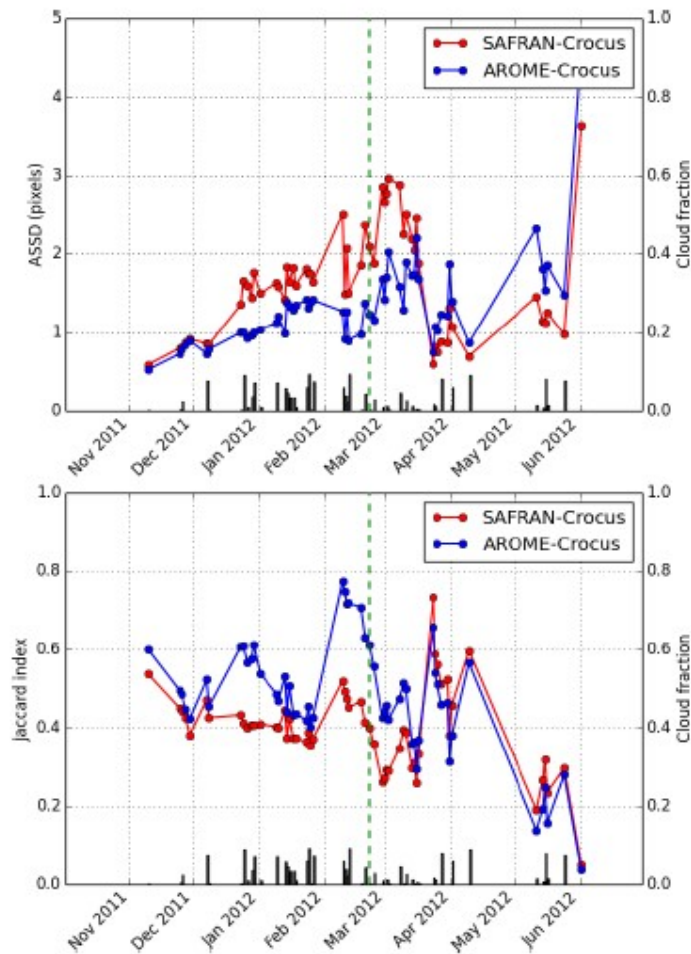 5
4
3
2
1
0
ASSD (pixels)
1.0
0.8
0.6
0.4
0.2
0.0
Cloud fraction
SAFRAN-Crocus
AROME-Crocus
Nov 2011
Dec 2011
Jan 2012
Feb 2012
Mar 2012
Apr 2012
May 2012
Jun 2012
1.0
0.8
0.6
0.4
0.2
0.0
Jaccard index
1.0
0.8
0.6
0.4
0.2
0.0
Cloud fraction
SAFRAN-Crocus
AROME-Crocus
Nov 2011
Dec 2011
Jan 2012
Feb 2012
Mar 2012
Apr 2012
May 2012
Jun 2012